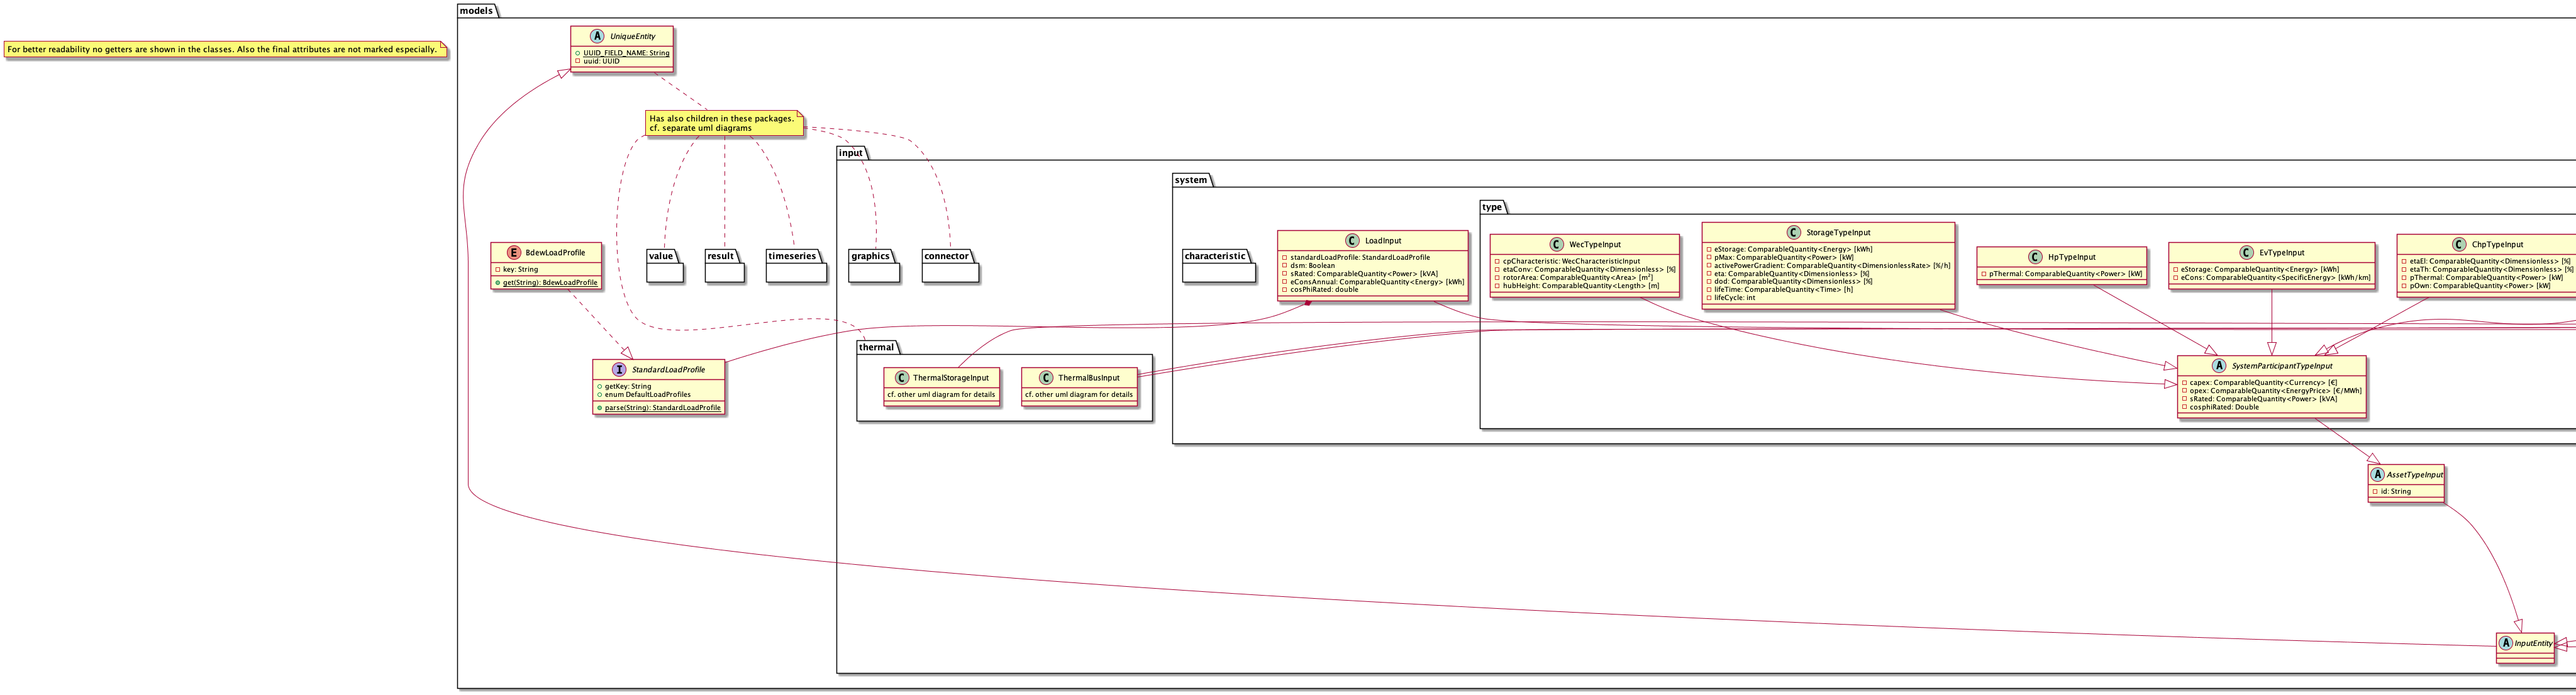 models
For better readability no getters are shown in the classes. Also the final attributes are not marked especially.
UniqueEntity
UUID_FIELD_NAME: String
uuid: UUID
Has also children in these packages.
cf. separate uml diagrams
input
system
type
BdewLoadProfile
key: String
get(String): BdewLoadProfile
value
result
timeseries
graphics
connector
characteristic
LoadInput
standardLoadProfile: StandardLoadProfile
dsm: Boolean
sRated: ComparableQuantity<Power> [kVA]
eConsAnnual: ComparableQuantity<Energy> [kWh]
cosPhiRated: double
WecTypeInput
cpCharacteristic: WecCharacteristicInput
etaConv: ComparableQuantity<Dimensionless> [%]
rotorArea: ComparableQuantity<Area> [m²]
hubHeight: ComparableQuantity<Length> [m]
StorageTypeInput
eStorage: ComparableQuantity<Energy> [kWh]
pMax: ComparableQuantity<Power> [kW]
activePowerGradient: ComparableQuantity<DimensionlessRate> [%/h]
eta: ComparableQuantity<Dimensionless> [%]
dod: ComparableQuantity<Dimensionless> [%]
lifeTime: ComparableQuantity<Time> [h]
lifeCycle: int
HpTypeInput
pThermal: ComparableQuantity<Power> [kW]
EvTypeInput
eStorage: ComparableQuantity<Energy> [kWh]
eCons: ComparableQuantity<SpecificEnergy> [kWh/km]
ChpTypeInput
etaEl: ComparableQuantity<Dimensionless> [%]
etaTh: ComparableQuantity<Dimensionless> [%]
pThermal: ComparableQuantity<Power> [kW]
pOwn: ComparableQuantity<Power> [kW]
StandardLoadProfile
getKey: String
enum DefaultLoadProfiles
parse(String): StandardLoadProfile
thermal
ThermalStorageInput
cf. other uml diagram for details
ThermalBusInput
cf. other uml diagram for details
SystemParticipantTypeInput
capex: ComparableQuantity<Currency> [€]
opex: ComparableQuantity<EnergyPrice> [€/MWh]
sRated: ComparableQuantity<Power> [kVA]
cosphiRated: Double
AssetTypeInput
id: String
InputEntity